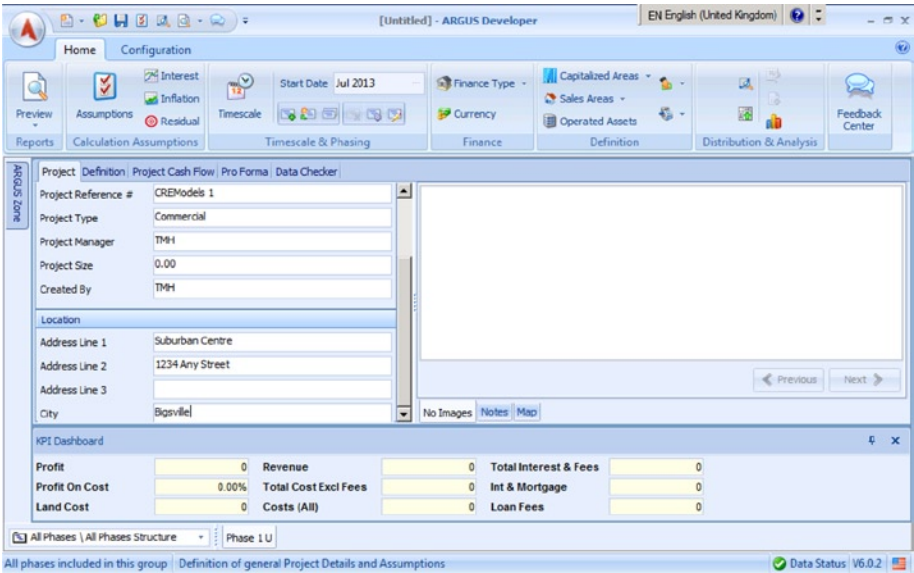 [Untitled] - ARGUS Developer
EN English (United Kingdom)
Home Configuration
Preview
Assumptions
Interest
Inflation
Residual
Timescale
12
Start Date Jul 2013
Finance Type
Currency
Capitalized Areas
Sales Areas
Operated Assets
Feedback Center
Reports Calculation Assumptions Timescale & Phasing Finance Definition Distribution & Analysis
ARGUS Zone
Project Definition Project Cash Flow Pro Forma Data Checker
Project Reference # CREModels 1
Project Type Commercial
Project Manager TMH
Project Size 0.00
Created By TMH
Location
Address Line 1 Suburban Centre
Address Line 2 1234 Any Street
Address Line 3
City Bigsville
Previous Next
No Images Notes Map
KPI Dashboard
Profit 0 Revenue 0 Total Interest & Fees 0
Profit On Cost 0.00% Total Cost Excl Fees 0 Int & Mortgage 0
Land Cost 0 Costs (All) 0 Loan Fees 0
All Phases \ All Phases Structure Phase 1 U
All phases included in this group Definition of general Project Details and Assumptions Data Status V6.0.2